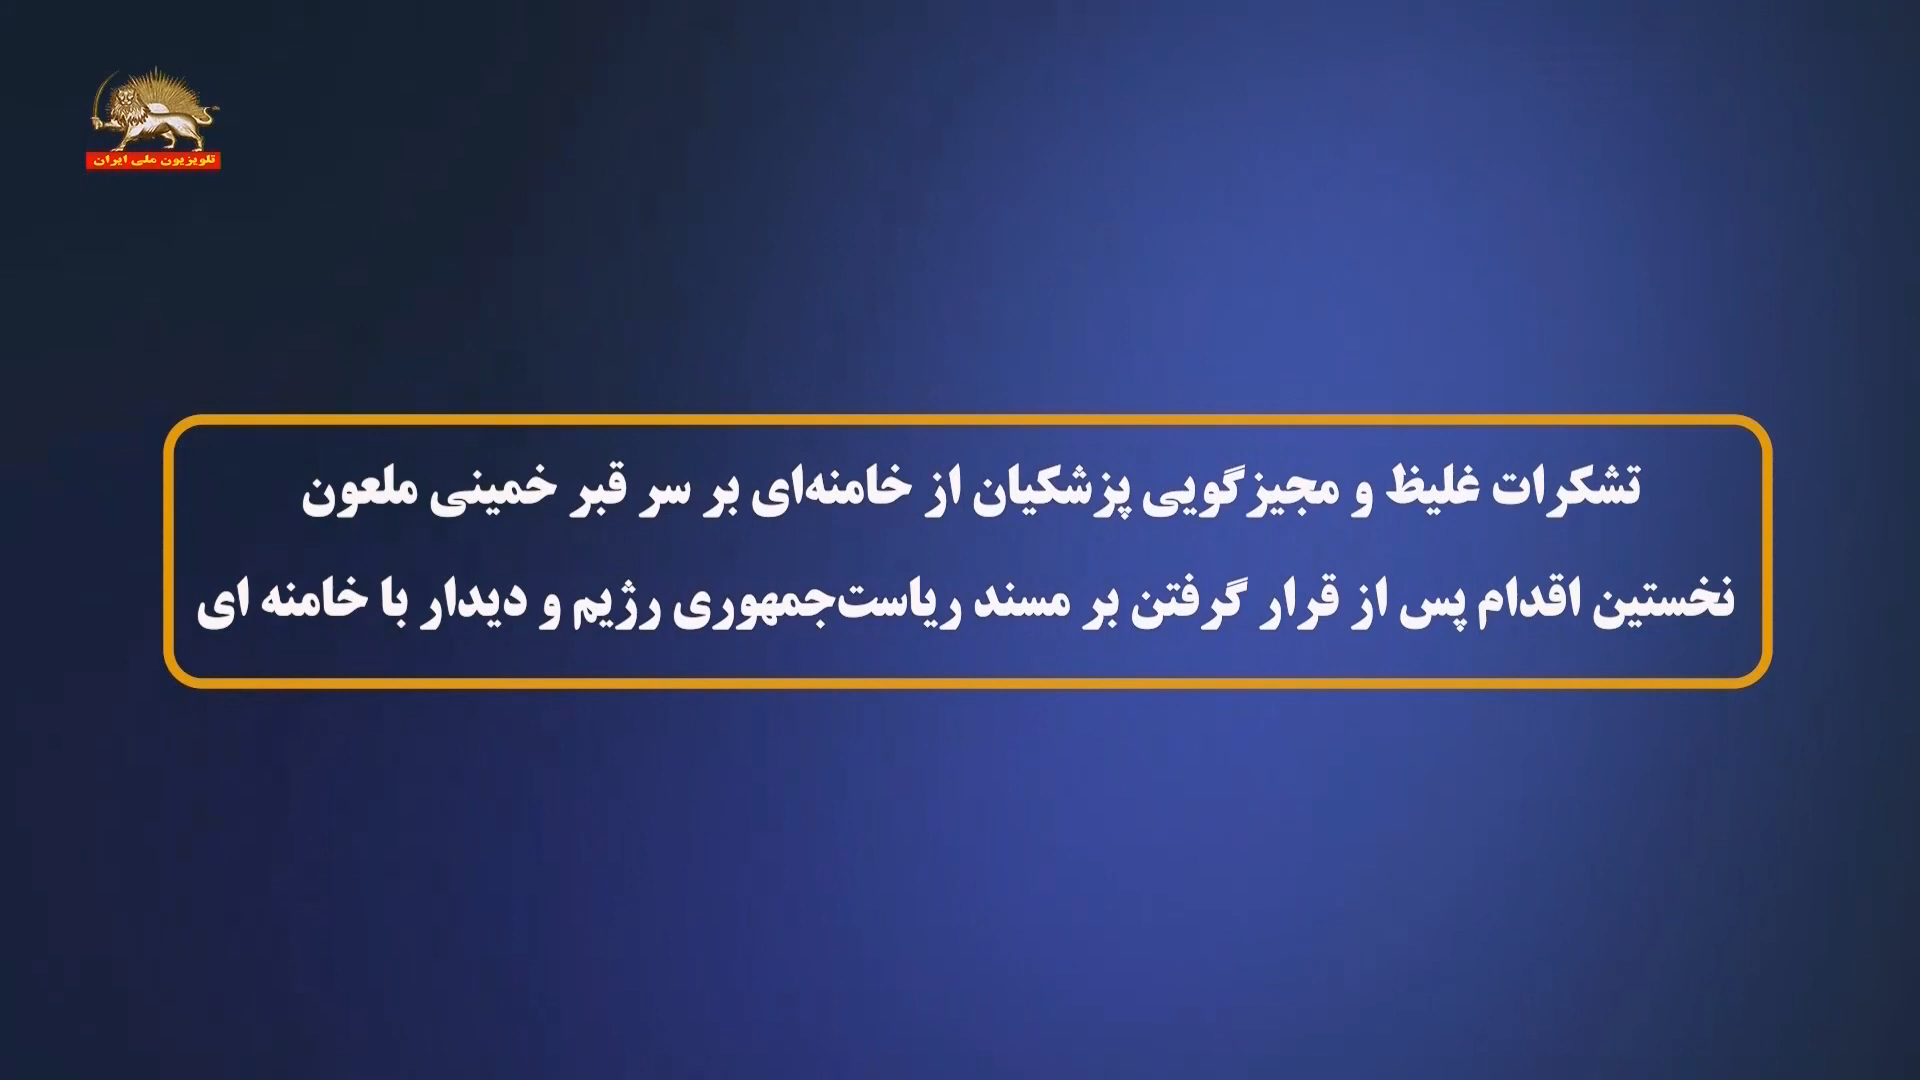 تلویزیون ملی ایران
تشکرات غلیظ و مجیزگویی پزشکیان از خامنه‌ای بر سر قبر خمینی ملعون
نخستین اقدام پس از قرار گرفتن بر مسند ریاست‌جمهوری رژیم و دیدار با خامنه ای